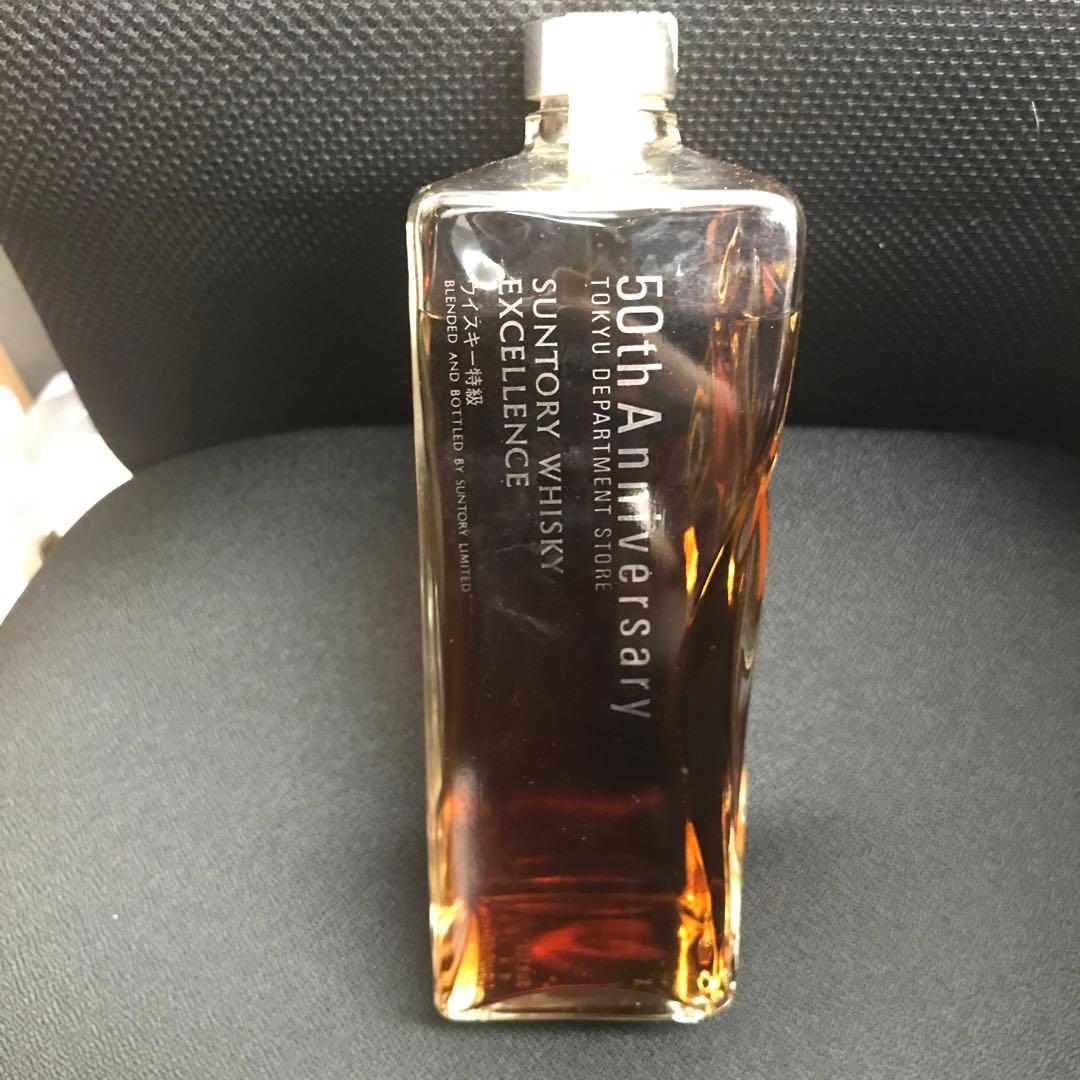 50th Anniversary
TOKYU DEPARTMENT STORE
SUNTORY WHISKY
EXCELLENCE
ウイスキー特級
BLENDED AND BOTTLED BY SUNTORY LIMITED